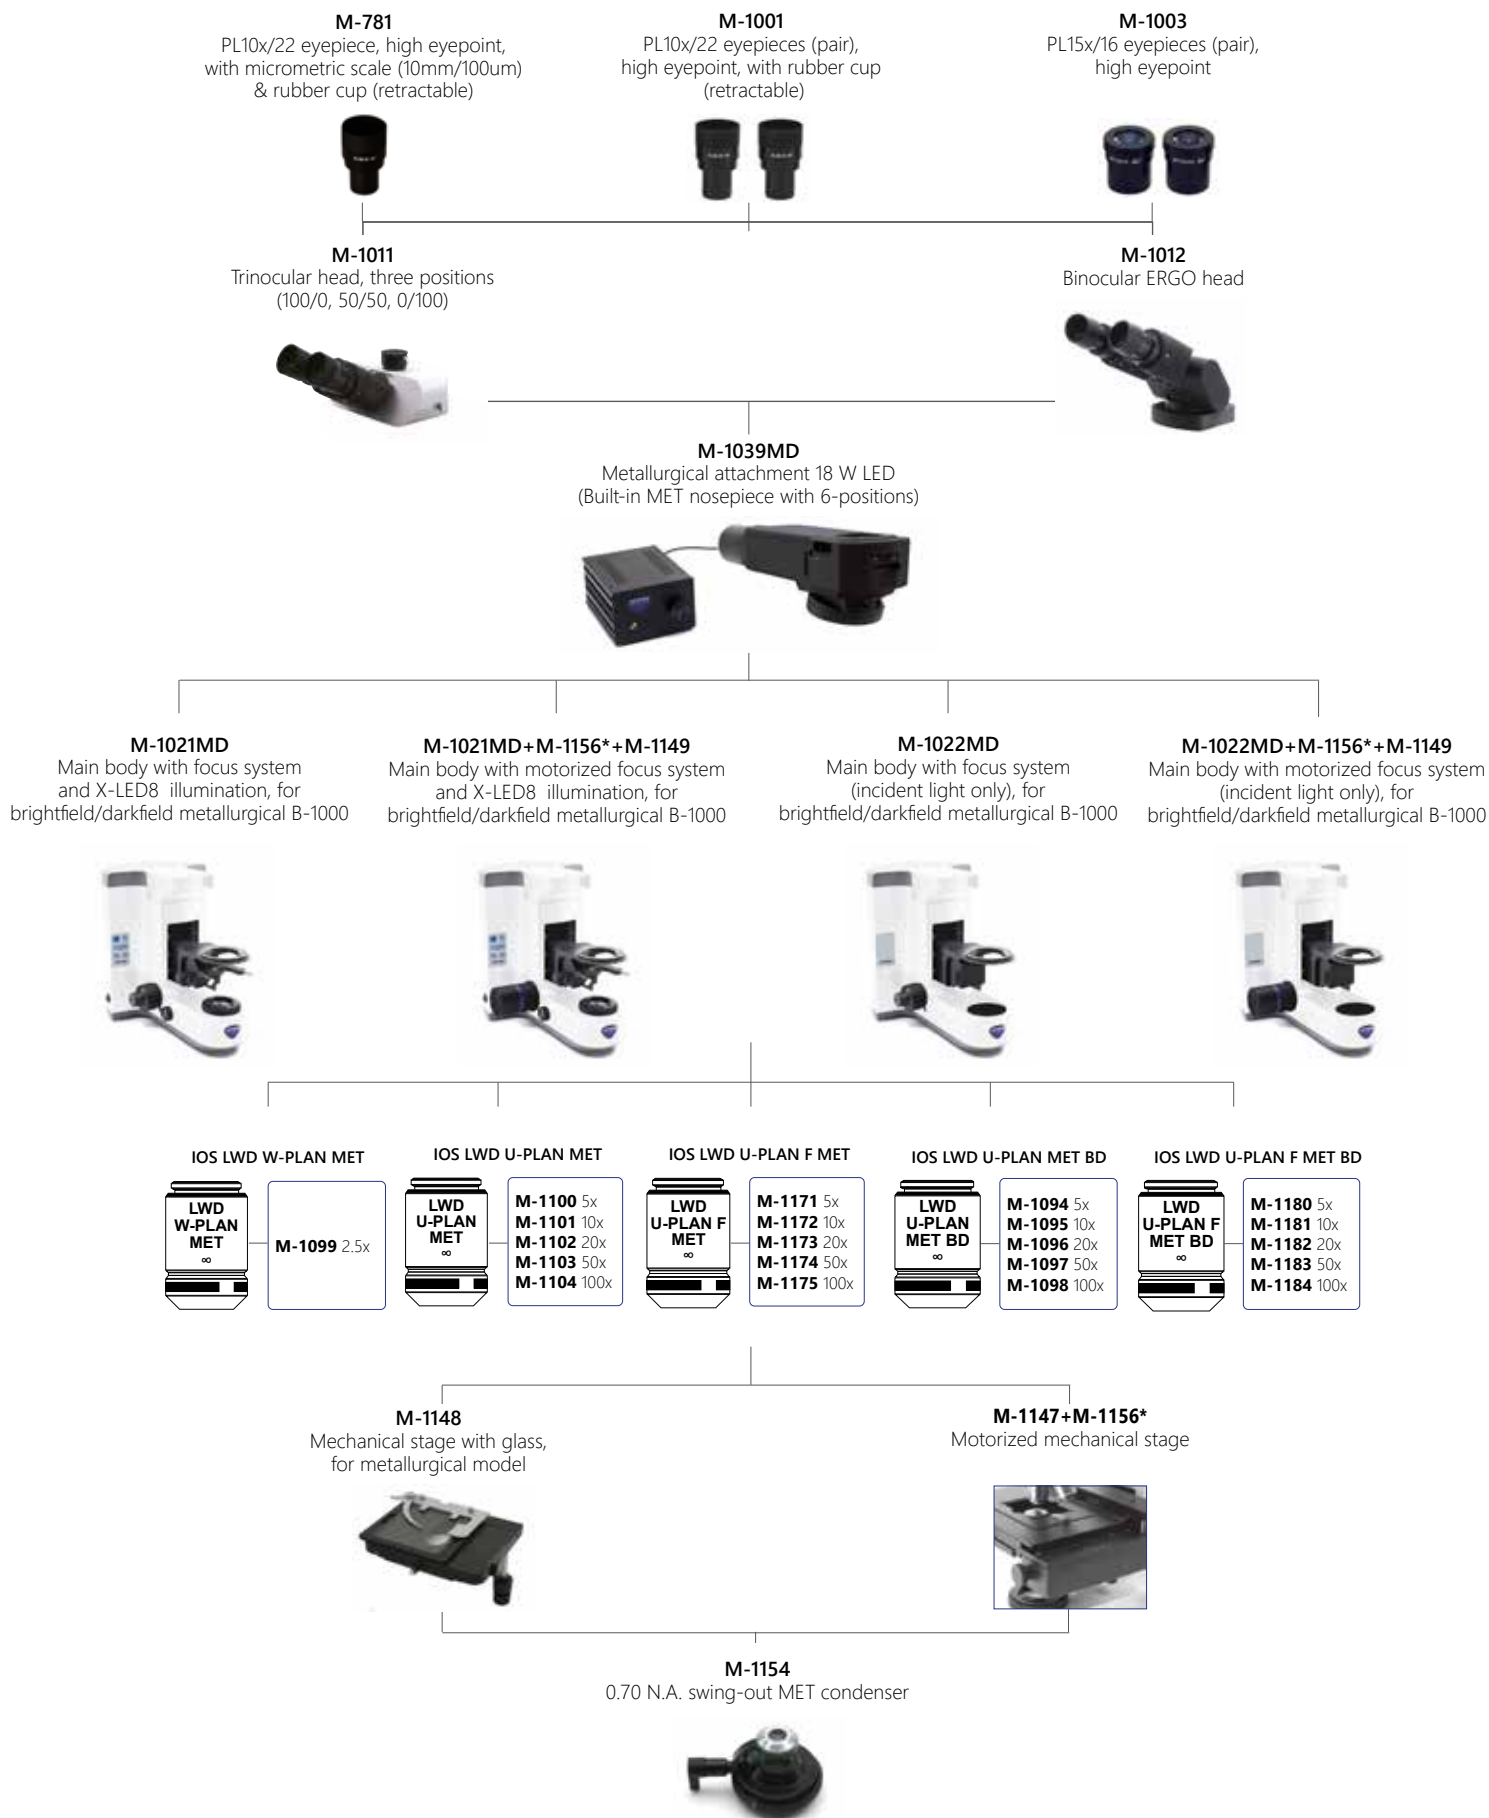 M-781
PL10x/22 eyepiece, high eyepoint,
with micrometric scale (10mm/100um)
& rubber cup (retractable)
M-1001
PL10x/22 eyepieces (pair),
high eyepoint, with rubber cup
(retractable)
M-1003
PL15x/16 eyepieces (pair),
high eyepoint
M-1011
Trinocular head, three positions
(100/0, 50/50, 0/100)
M-1012
Binocular ERGO head
M-1039MD
Metallurgical attachment 18 W LED
(Built-in MET nosepiece with 6-positions)
M-1021MD
Main body with focus system
and X-LED8 illumination, for
brightfield/darkfield metallurgical B-1000
M-1021MD+M-1156*+M-1149
Main body with motorized focus system
and X-LED8 illumination, for
brightfield/darkfield metallurgical B-1000
M-1022MD
Main body with focus system
(incident light only), for
brightfield/darkfield metallurgical B-1000
M-1022MD+M-1156*+M-1149
Main body with motorized focus system
(incident light only), for
brightfield/darkfield metallurgical B-1000
IOS LWD W-PLAN MET
LWD
W-PLAN
MET
∞
M-1099 2.5x
IOS LWD U-PLAN MET
LWD
U-PLAN
MET
∞
M-1100 5x
M-1101 10x
M-1102 20x
M-1103 50x
M-1104 100x
IOS LWD U-PLAN F MET
LWD
U-PLAN F
MET
∞
M-1171 5x
M-1172 10x
M-1173 20x
M-1174 50x
M-1175 100x
IOS LWD U-PLAN MET BD
LWD
U-PLAN
MET BD
∞
M-1094 5x
M-1095 10x
M-1096 20x
M-1097 50x
M-1098 100x
IOS LWD U-PLAN F MET BD
LWD
U-PLAN F
MET BD
∞
M-1180 5x
M-1181 10x
M-1182 20x
M-1183 50x
M-1184 100x
M-1148
Mechanical stage with glass,
for metallurgical model
M-1147+M-1156*
Motorized mechanical stage
M-1154
0.70 N.A. swing-out MET condenser